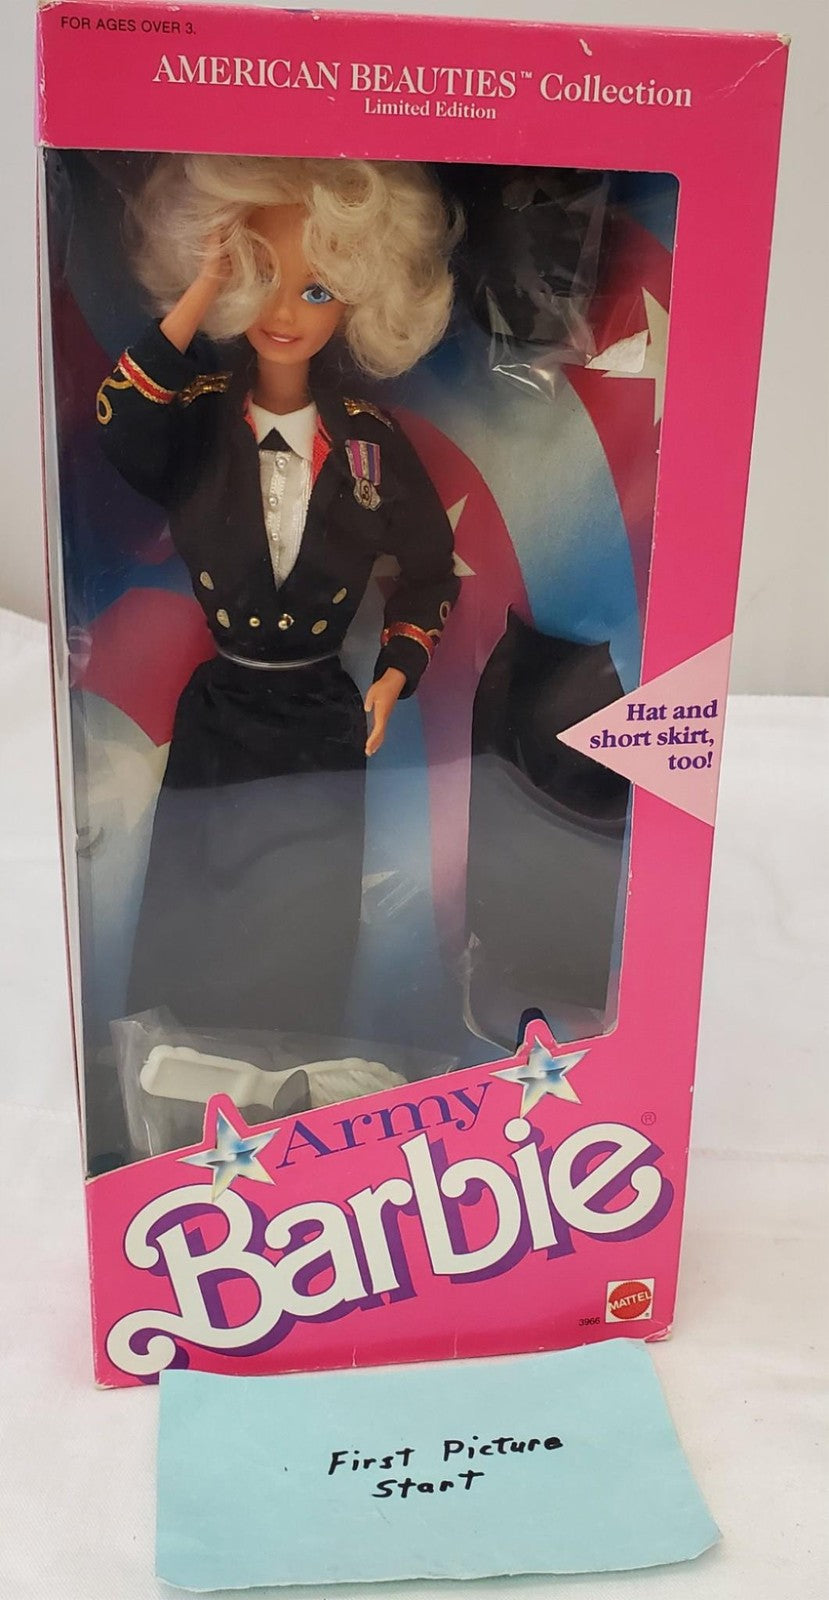 FOR AGES OVER 3.
AMERICAN BEAUTIES™ Collection
Limited Edition
Hat and
short skirt,
too!
Army
Barbie®
3966
MATTEL®
First Picture
Start